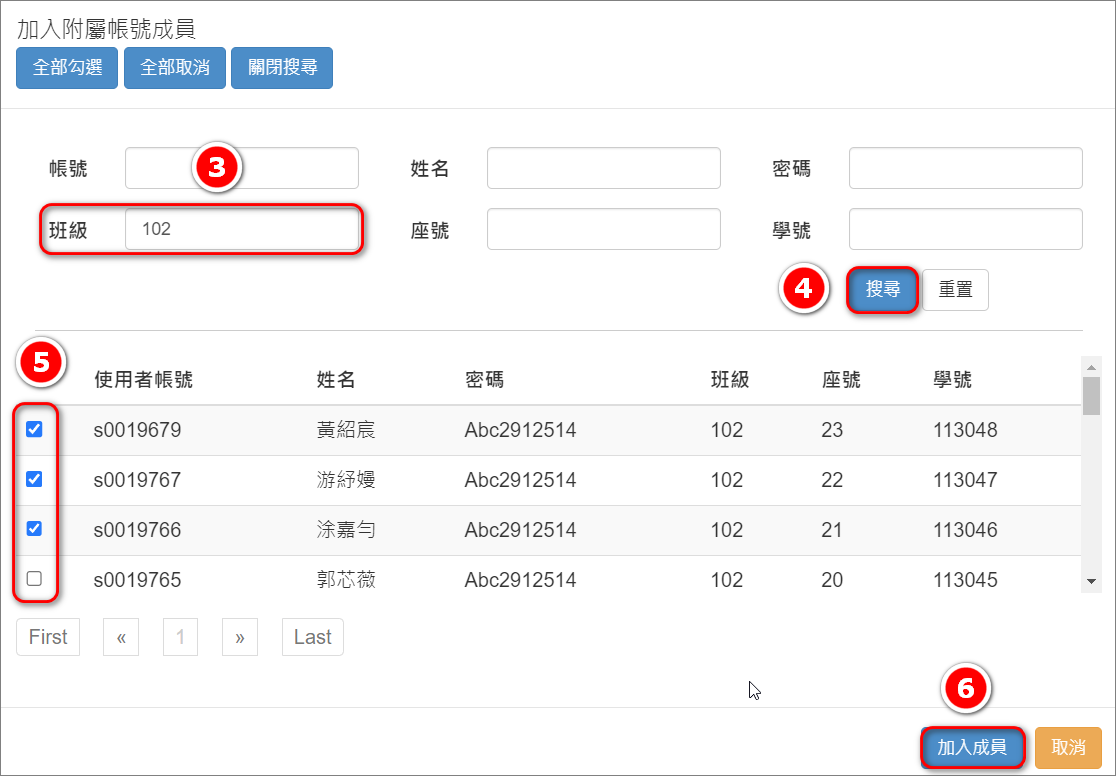 加入附屬帳號成員
全部勾選 全部取消 關閉搜尋
帳號 3 姓名 密碼
班級 102 座號 學號
4 搜尋 重置
5
使用者帳號 姓名 密碼 班級 座號 學號
s0019679 黃紹宸 Abc2912514 102 23 113048
s0019767 游紓嫚 Abc2912514 102 22 113047
s0019766 涂嘉勻 Abc2912514 102 21 113046
s0019765 郭芯薇 Abc2912514 102 20 113045
First « 1 » Last
6
加入成員 取消